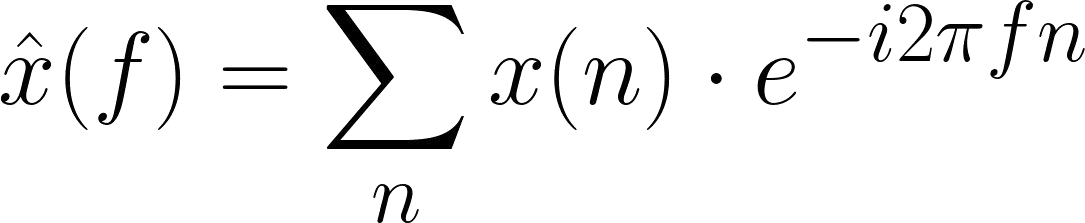 x̂(f) = ∑ₙ x(n) · e^{−i2πfn}